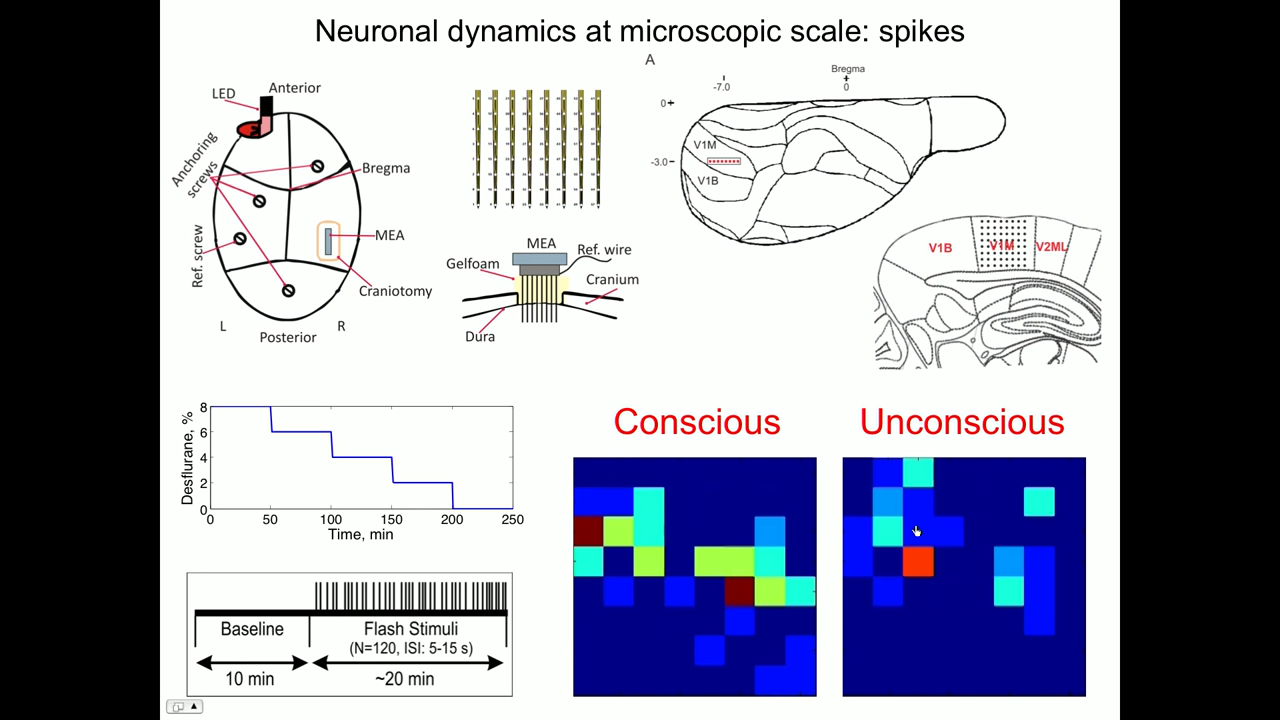 Neuronal dynamics at microscopic scale: spikes
LED
Anterior
Anchoring
screws
Bregma
MEA
Ref. screw
Craniotomy
L
R
Posterior
MEA
Ref. wire
Gelfoam
Cranium
Dura
A
Bregma
-7.0
0
0
-3.0
V1M
V1B
V1B
V1M
V2ML
Desflurane, %
8
6
4
2
0
0
50
100
150
200
250
Time, min
Baseline
Flash Stimuli
(N=120, ISI: 5-15 s)
10 min
~20 min
Conscious
Unconscious